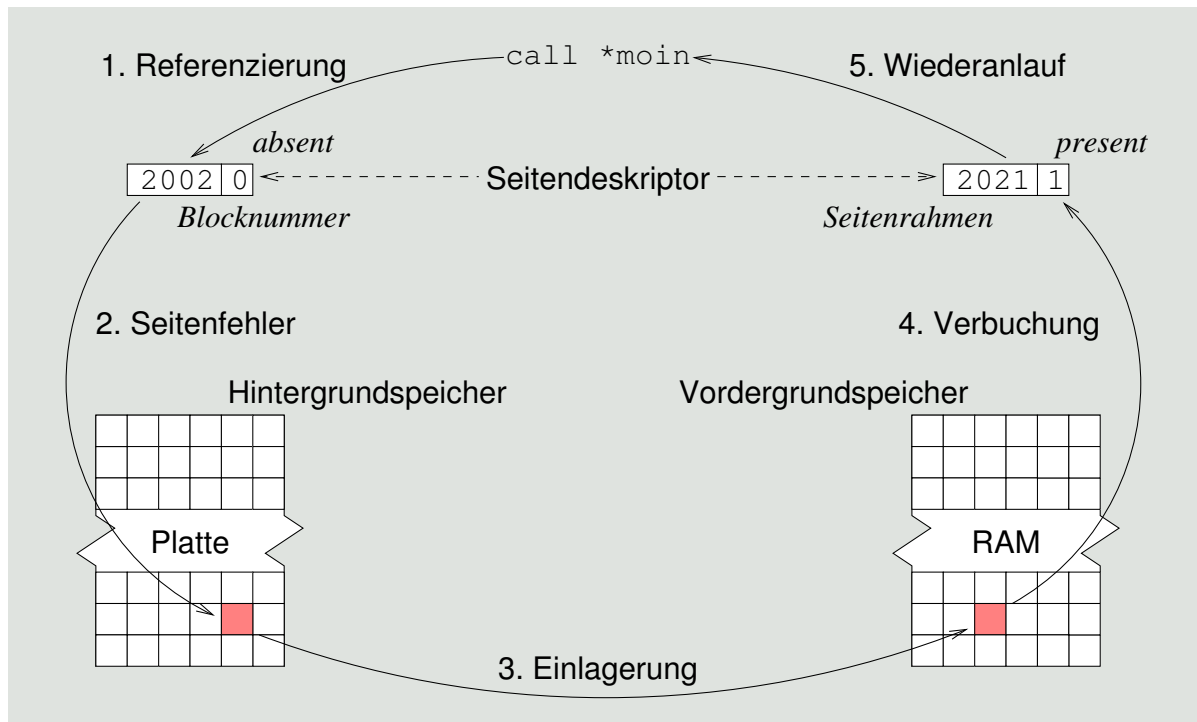 call *moin
1. Referenzierung
5. Wiederanlauf
absent
present
2002 0
Seitendeskriptor
2021 1
Blocknummer
Seitenrahmen
2. Seitenfehler
4. Verbuchung
Hintergrundspeicher
Vordergrundspeicher
Platte
RAM
3. Einlagerung